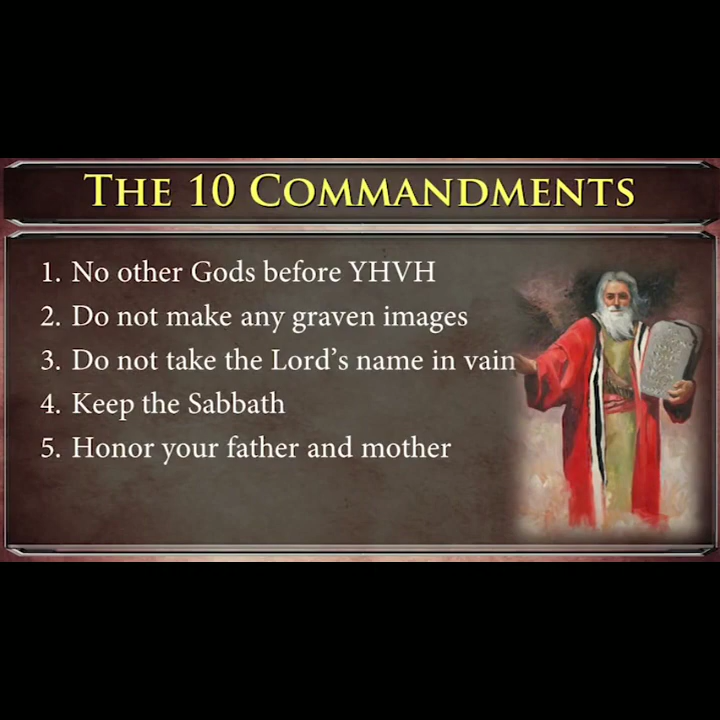 THE 10 COMMANDMENTS
1. No other Gods before YHVH
2. Do not make any graven images
3. Do not take the Lord's name in vain
4. Keep the Sabbath
5. Honor your father and mother